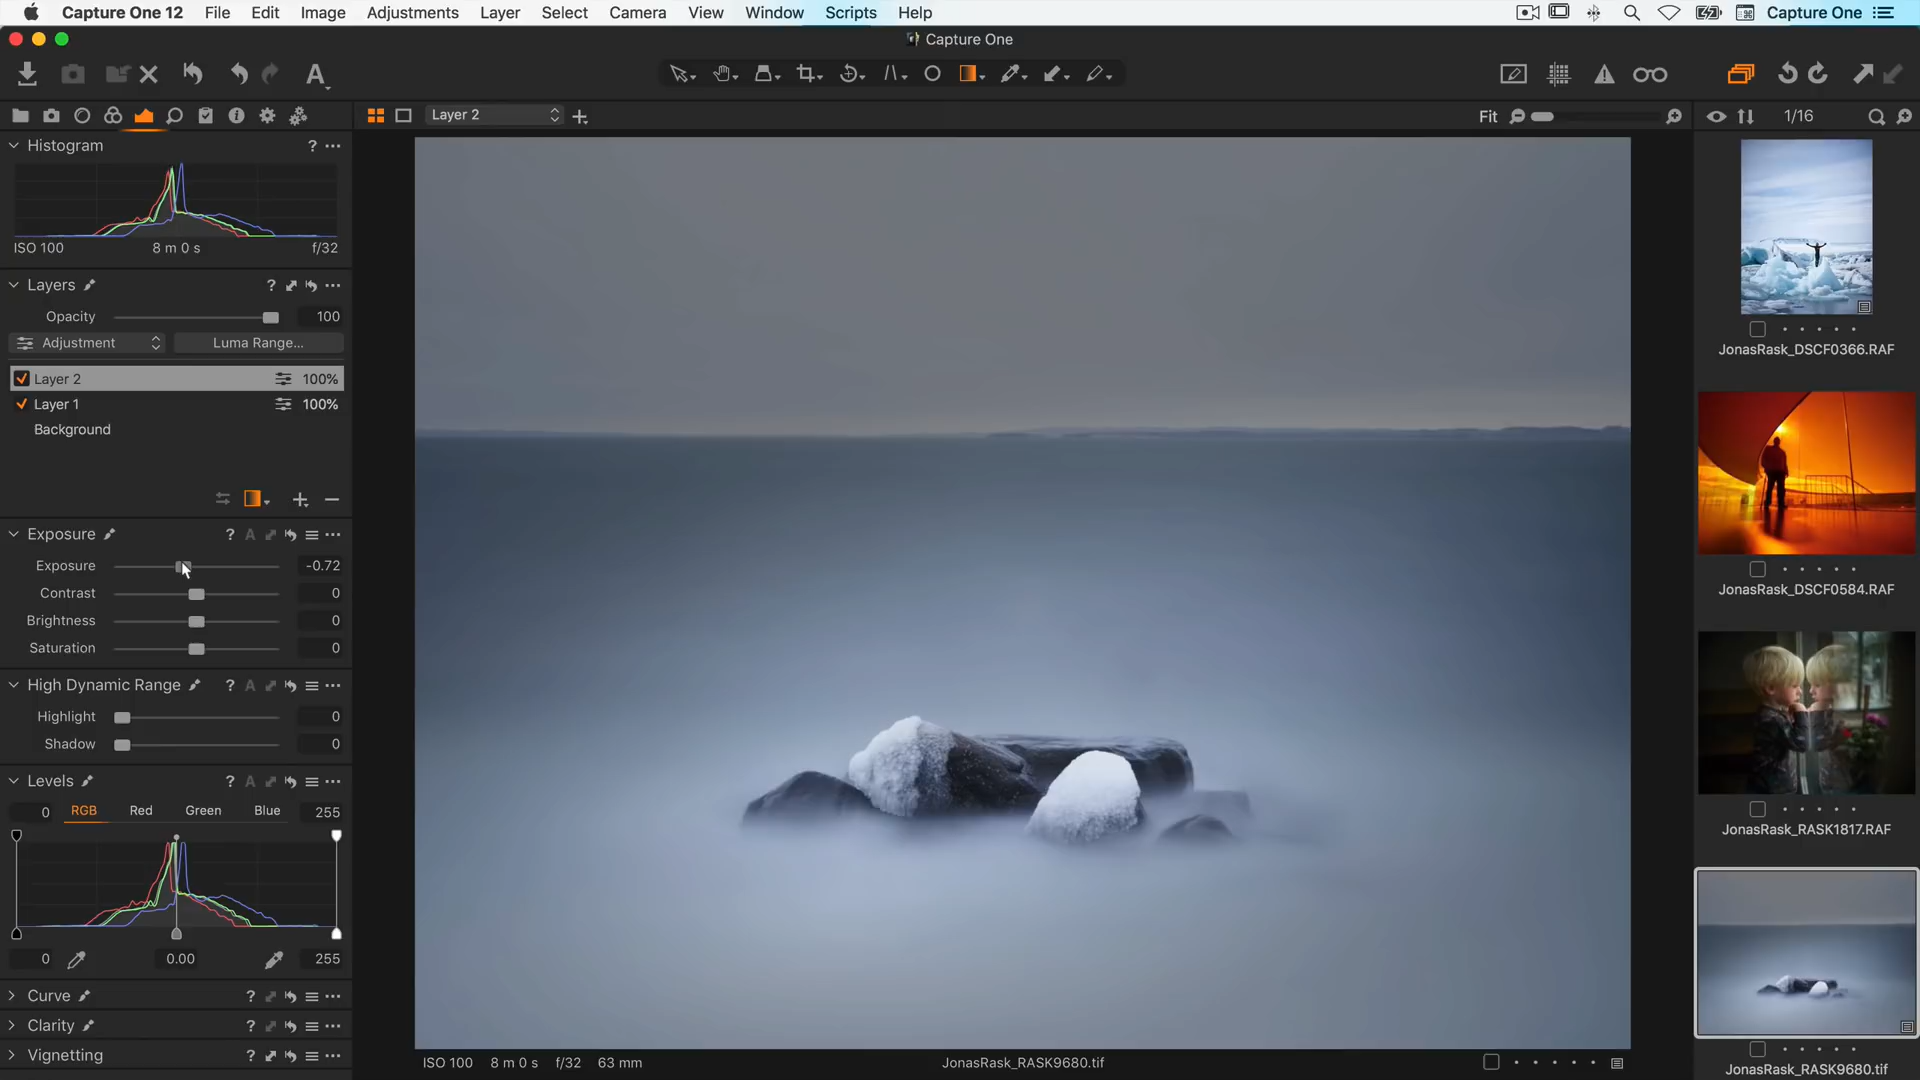 Capture One 12 File Edit Image Adjustments Layer Select Camera View Window Scripts Help Capture One
Capture One
Layer 2 Fit 1/16
Histogram ?
ISO 100 8 m 0 s f/32
Layers ?
Opacity 100
Adjustment Luma Range...
Layer 2 100%
Layer 1 100%
Background
Exposure ? A
Exposure -0.72
Contrast 0
Brightness 0
Saturation 0
High Dynamic Range ? A
Highlight 0
Shadow 0
Levels ? A
0 RGB Red Green Blue 255
0 0.00 255
Curve ?
Clarity ?
Vignetting ?
ISO 100 8 m 0 s f/32 63 mm JonasRask_RASK9680.tif
JonasRask_DSCF0366.RAF
JonasRask_DSCF0584.RAF
JonasRask_RASK1817.RAF
JonasRask_RASK9680.tif